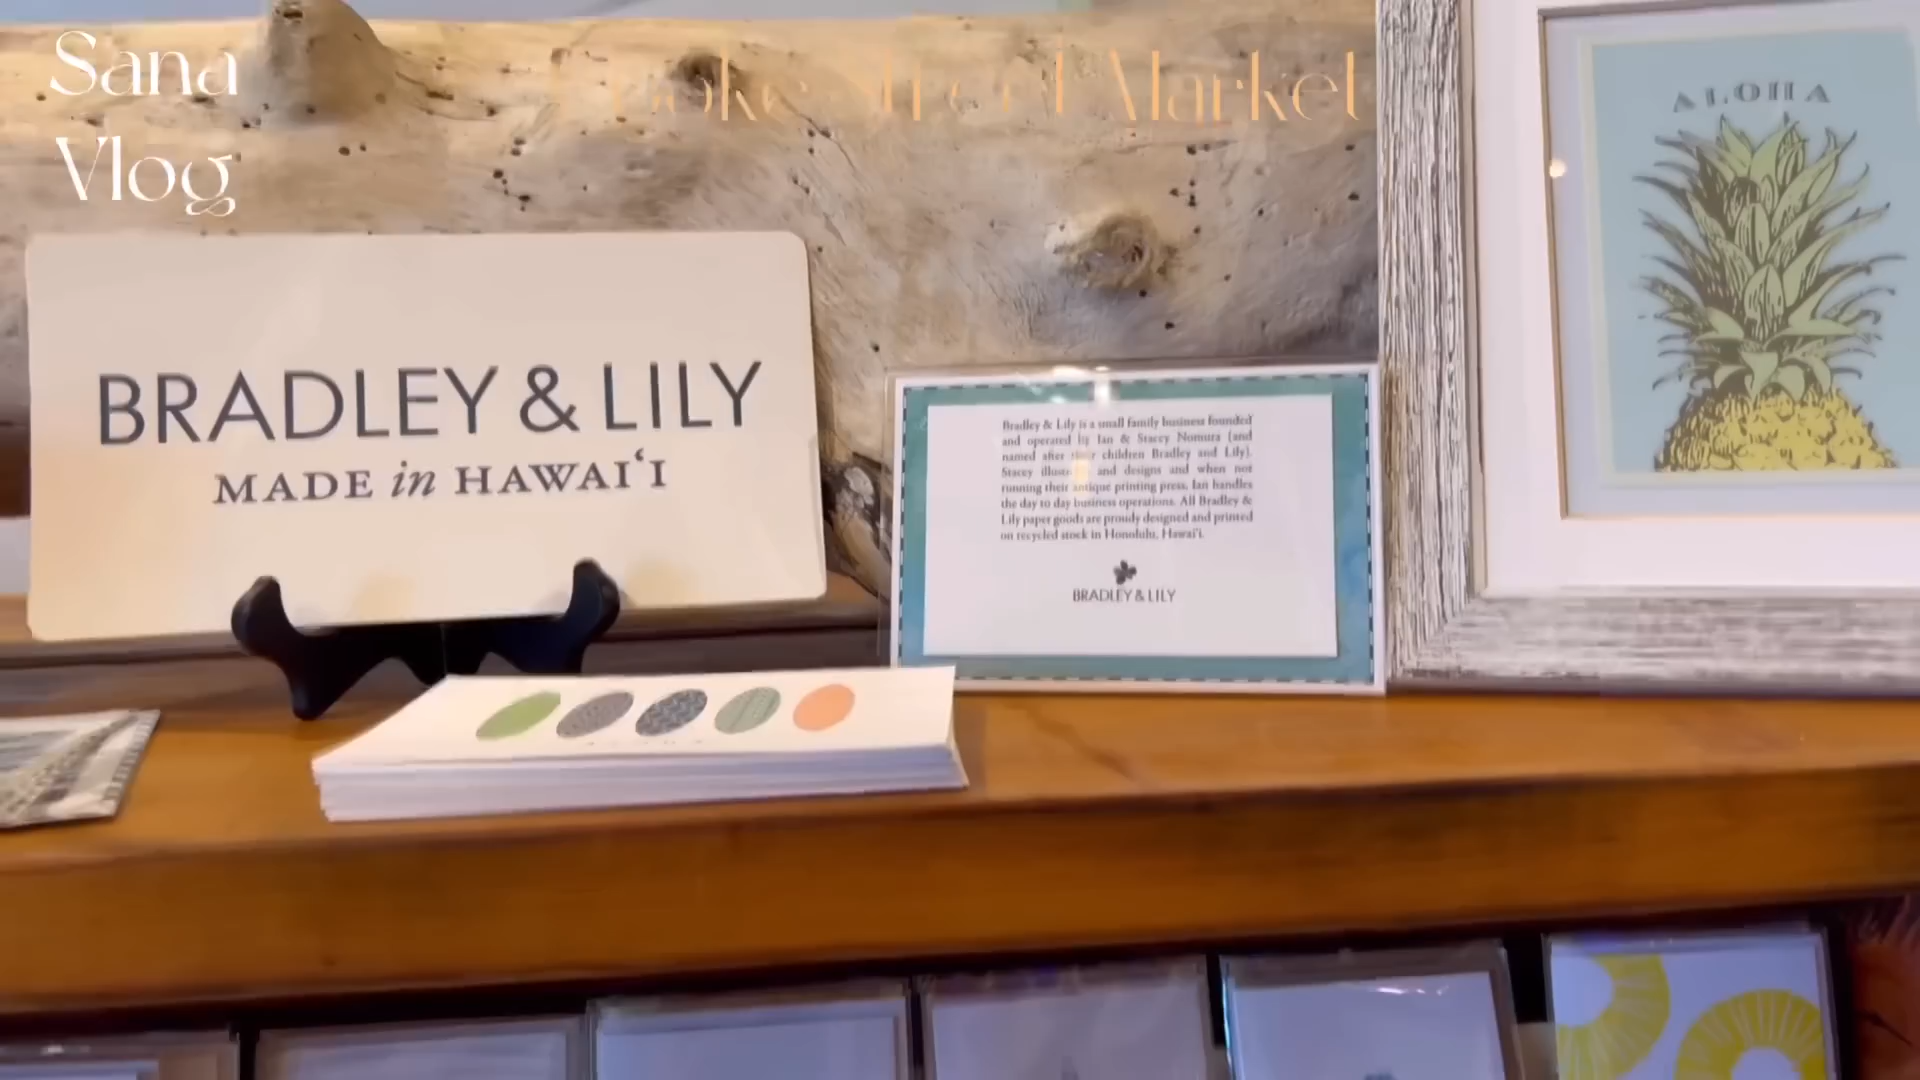 Sana
Vlog
Street Market
ALOHA
BRADLEY & LILY
MADE in HAWAIʻI
Bradley & Lily is a small family business founded
and operated by Ian & Stacey Nomura (and
named after their children Bradley and Lily).
Stacey and designs and when not
running their antique printing press, Ian handles
the day to day business operations. All Bradley &
Lily paper goods are proudly designed and printed
on recycled stock in Honolulu, Hawaiʻi.
BRADLEY & LILY